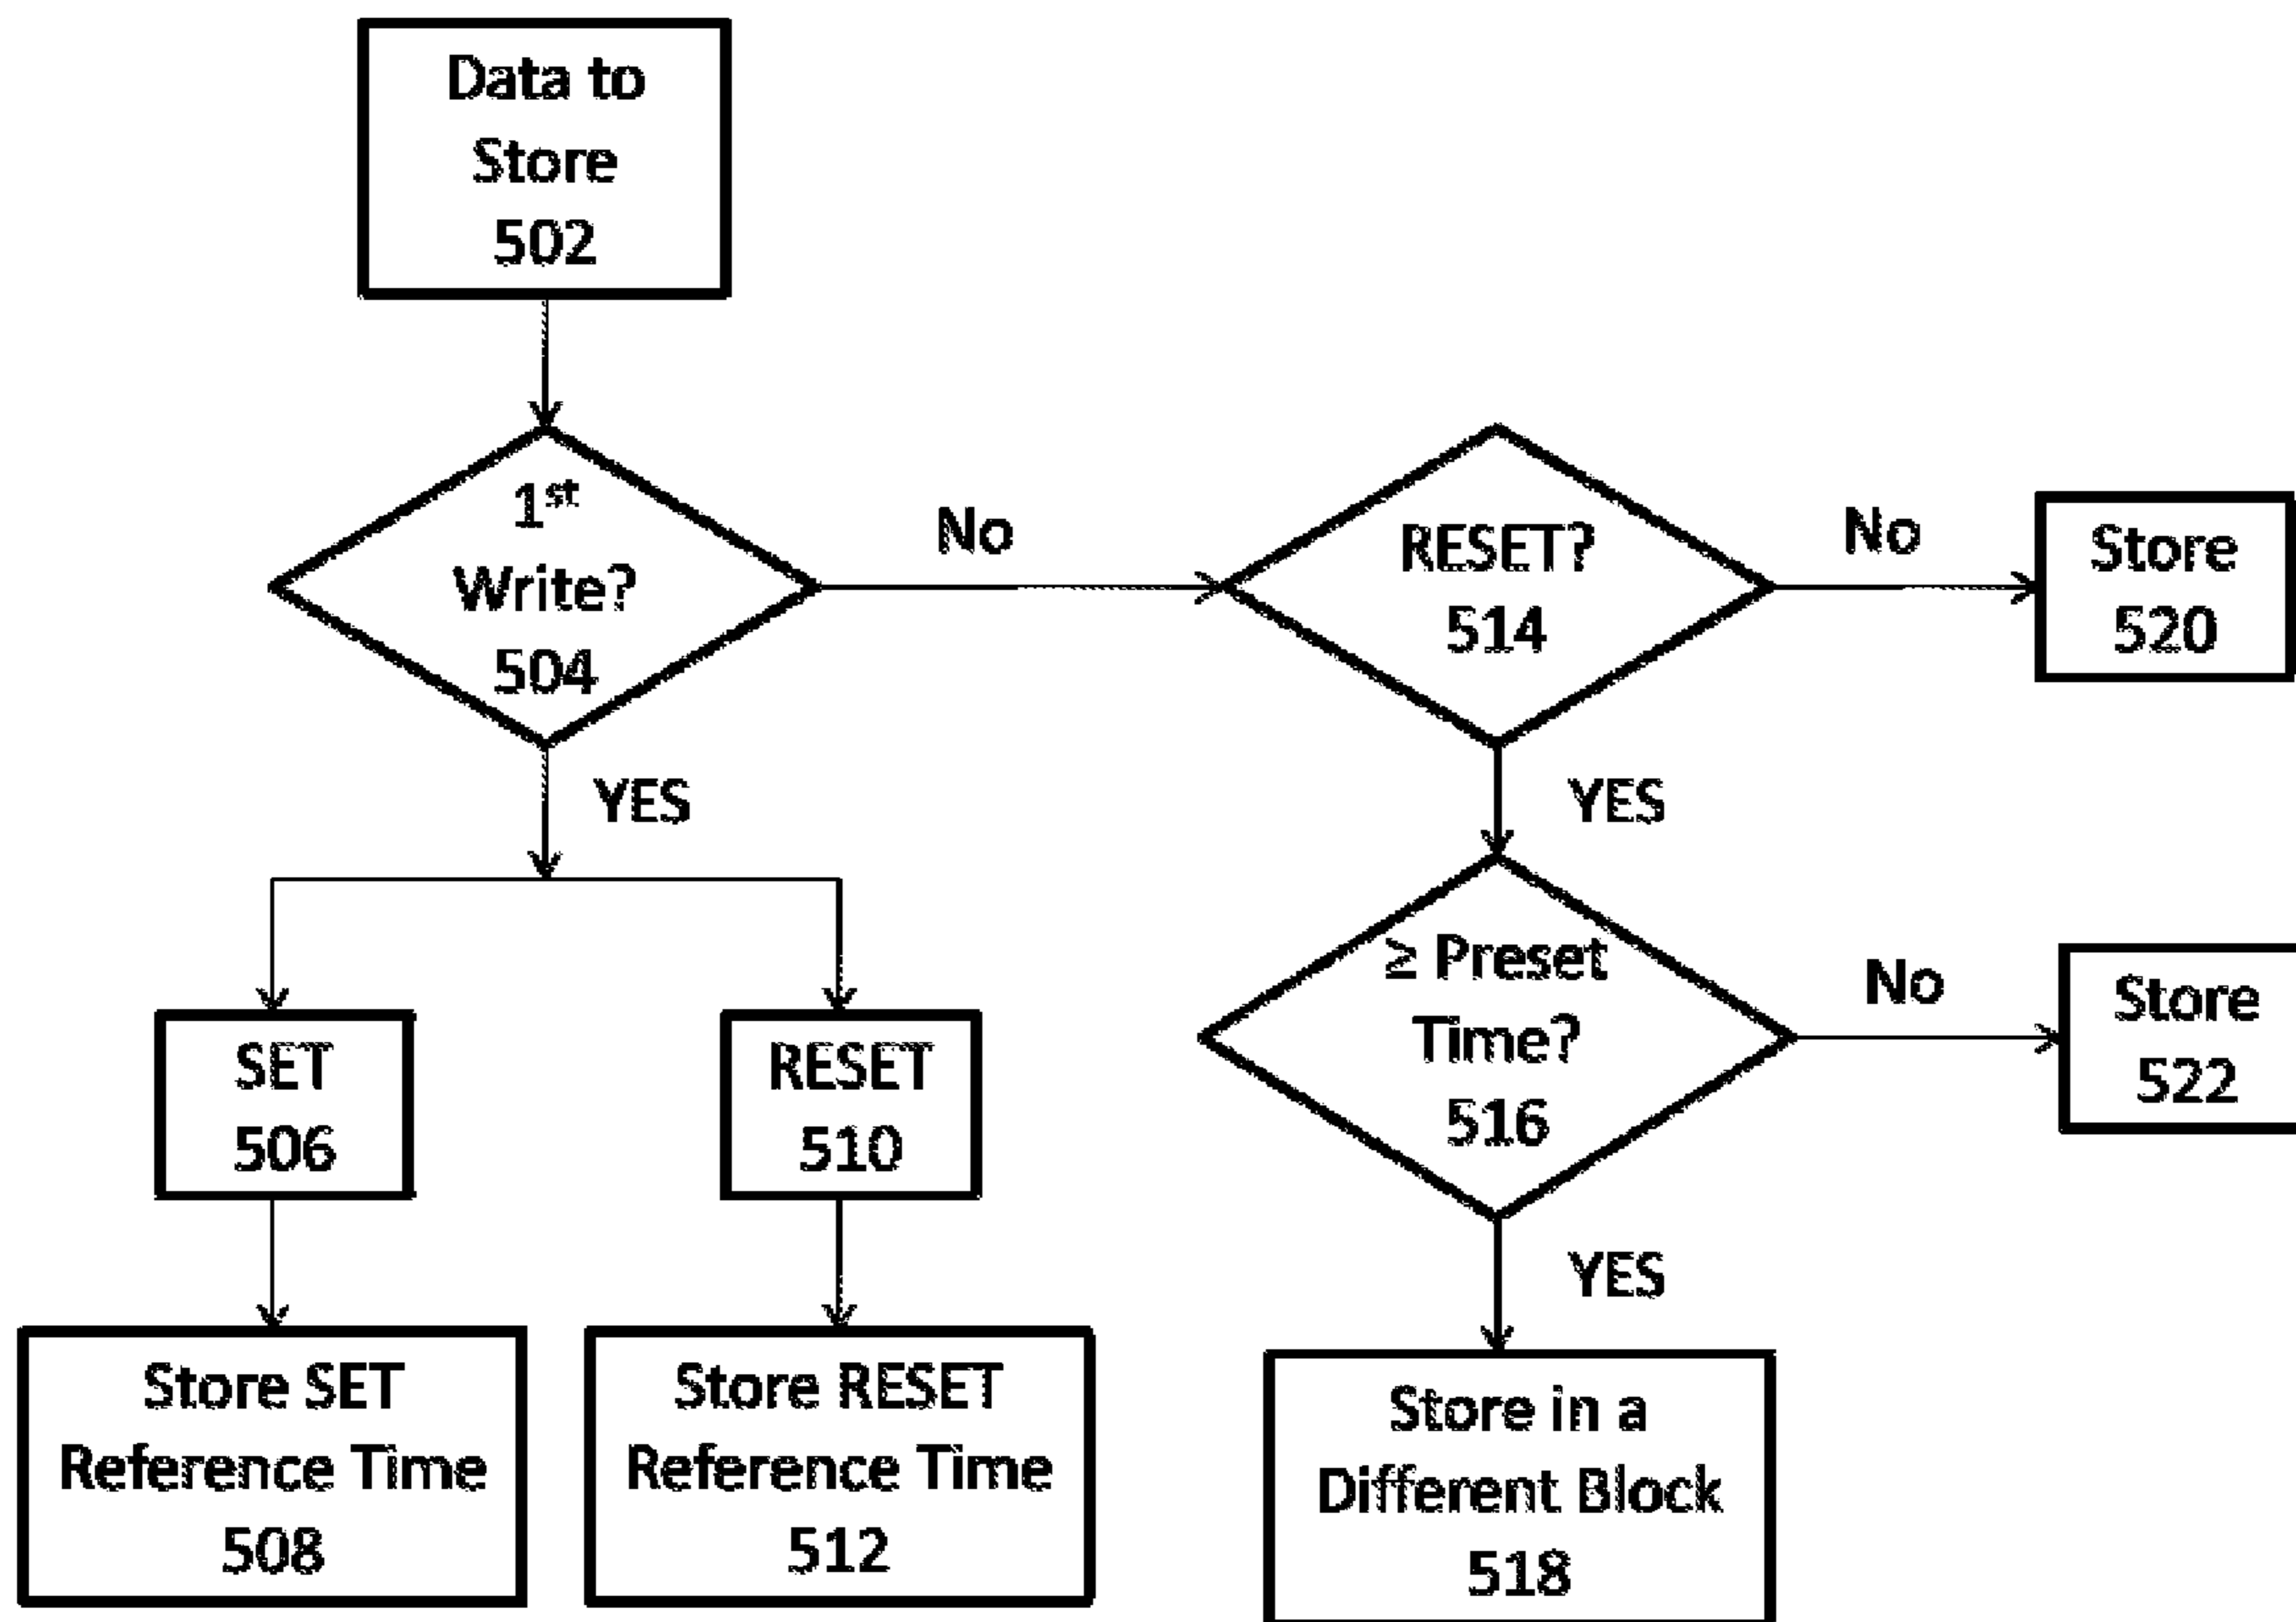 Data to
Store
502
1st
Write?
504
No
RESET?
514
No
Store
520
YES
YES
≥ Preset
Time?
516
No
Store
522
SET
506
RESET
510
YES
Store SET
Reference Time
508
Store RESET
Reference Time
512
Store in a
Different Block
518